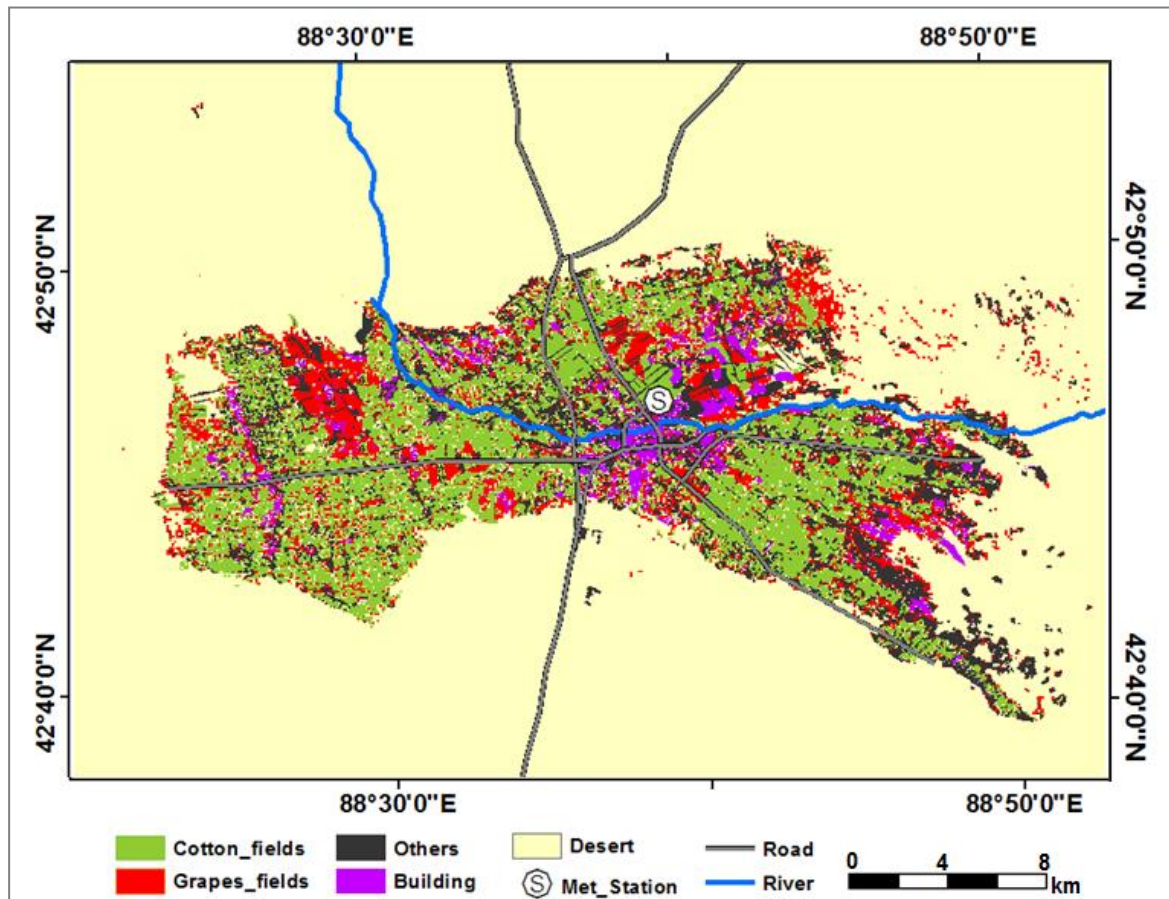 88°30'0"E 88°50'0"E
42°50'0"N
42°50'0"N
S
42°40'0"N
42°40'0"N
88°30'0"E 88°50'0"E
Cotton_fields Others Desert Road 0 4 8
Grapes_fields Building S Met_Station River km